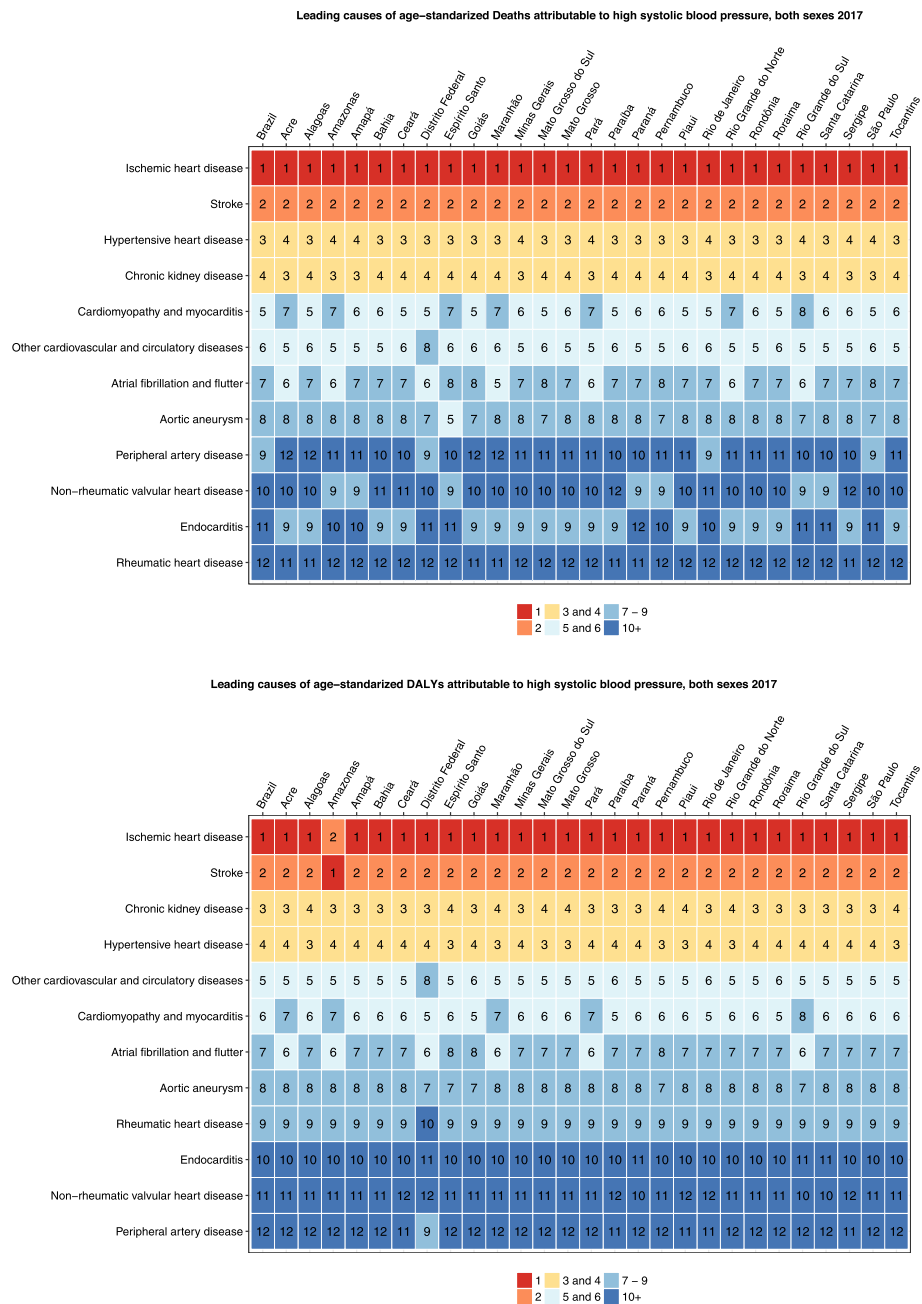 Leading causes of age−standarized Deaths attributable to high systolic blood pressure, both sexes 2017
Brazil Acre Alagoas Amazonas Amapá Bahia Ceará Distrito Federal Espírito Santo Goiás Maranhão Minas Gerais Mato Grosso do Sul Mato Grosso Pará Paraíba Paraná Pernambuco Piaui Rio de Janeiro Rio Grande do Norte Rondônia Roraima Rio Grande do Sul Santa Catarina Sergipe São Paulo Tocantins
Ischemic heart disease 1 1 1 1 1 1 1 1 1 1 1 1 1 1 1 1 1 1 1 1 1 1 1 1 1 1 1 1
Stroke 2 2 2 2 2 2 2 2 2 2 2 2 2 2 2 2 2 2 2 2 2 2 2 2 2 2 2 2
Hypertensive heart disease 3 4 3 4 4 3 3 3 3 3 3 4 3 3 4 3 3 3 3 4 3 3 3 4 3 4 4 3
Chronic kidney disease 4 3 4 3 3 4 4 4 4 4 4 3 4 4 3 4 4 4 4 3 4 4 4 3 4 3 3 4
Cardiomyopathy and myocarditis 5 7 5 7 6 6 5 5 7 5 7 6 5 6 7 5 6 6 5 5 7 6 5 8 6 6 5 6
Other cardiovascular and circulatory diseases 6 5 6 5 5 5 6 8 6 6 6 5 6 5 5 6 5 5 6 6 5 5 6 5 5 5 6 5
Atrial fibrillation and flutter 7 6 7 6 7 7 7 6 8 8 5 7 8 7 6 7 7 8 7 7 6 7 7 6 7 7 8 7
Aortic aneurysm 8 8 8 8 8 8 8 7 5 7 8 8 7 8 8 8 8 7 8 8 8 8 8 7 8 8 7 8
Peripheral artery disease 9 12 12 11 11 10 10 9 10 12 12 11 11 11 11 10 10 11 11 9 11 11 11 10 10 10 9 11
Non−rheumatic valvular heart disease 10 10 10 9 9 11 11 10 9 10 10 10 10 10 10 12 9 9 10 11 10 10 10 9 9 12 10 10
Endocarditis 11 9 9 10 10 9 9 11 11 9 9 9 9 9 9 9 12 10 9 10 9 9 9 11 11 9 11 9
Rheumatic heart disease 12 11 11 12 12 12 12 12 12 11 11 12 12 12 12 11 11 12 12 12 12 12 12 12 12 11 12 12
1 3 and 4 7 − 9
2 5 and 6 10+
Leading causes of age−standarized DALYs attributable to high systolic blood pressure, both sexes 2017
Brazil Acre Alagoas Amazonas Amapá Bahia Ceará Distrito Federal Espírito Santo Goiás Maranhão Minas Gerais Mato Grosso do Sul Mato Grosso Pará Paraíba Paraná Pernambuco Piaui Rio de Janeiro Rio Grande do Norte Rondônia Roraima Rio Grande do Sul Santa Catarina Sergipe São Paulo Tocantins
Ischemic heart disease 1 1 1 2 1 1 1 1 1 1 1 1 1 1 1 1 1 1 1 1 1 1 1 1 1 1 1 1
Stroke 2 2 2 1 2 2 2 2 2 2 2 2 2 2 2 2 2 2 2 2 2 2 2 2 2 2 2 2
Chronic kidney disease 3 3 4 3 3 3 3 3 4 3 4 3 4 4 3 3 3 4 4 3 4 3 3 3 3 3 3 4
Hypertensive heart disease 4 4 3 4 4 4 4 4 3 4 3 4 3 3 4 4 4 3 3 4 3 4 4 4 4 4 4 3
Other cardiovascular and circulatory diseases 5 5 5 5 5 5 5 8 5 6 5 5 5 5 5 6 5 5 5 6 5 5 6 5 5 5 5 5
Cardiomyopathy and myocarditis 6 7 6 7 6 6 6 5 6 5 7 6 6 6 7 5 6 6 6 5 6 6 5 8 6 6 6 6
Atrial fibrillation and flutter 7 6 7 6 7 7 7 6 8 8 6 7 7 7 6 7 7 8 7 7 7 7 7 6 7 7 7 7
Aortic aneurysm 8 8 8 8 8 8 8 7 7 7 8 8 8 8 8 8 8 7 8 8 8 8 8 7 8 8 8 8
Rheumatic heart disease 9 9 9 9 9 9 9 10 9 9 9 9 9 9 9 9 9 9 9 9 9 9 9 9 9 9 9 9
Endocarditis 10 10 10 10 10 10 10 11 10 10 10 10 10 10 10 10 11 10 10 10 10 10 10 11 11 10 10 10
Non−rheumatic valvular heart disease 11 11 11 11 11 11 12 12 11 11 11 11 11 11 11 12 10 11 12 12 11 11 11 10 10 12 11 11
Peripheral artery disease 12 12 12 12 12 12 11 9 12 12 12 12 12 12 12 11 12 12 11 11 12 12 12 12 12 11 12 12
1 3 and 4 7 − 9
2 5 and 6 10+